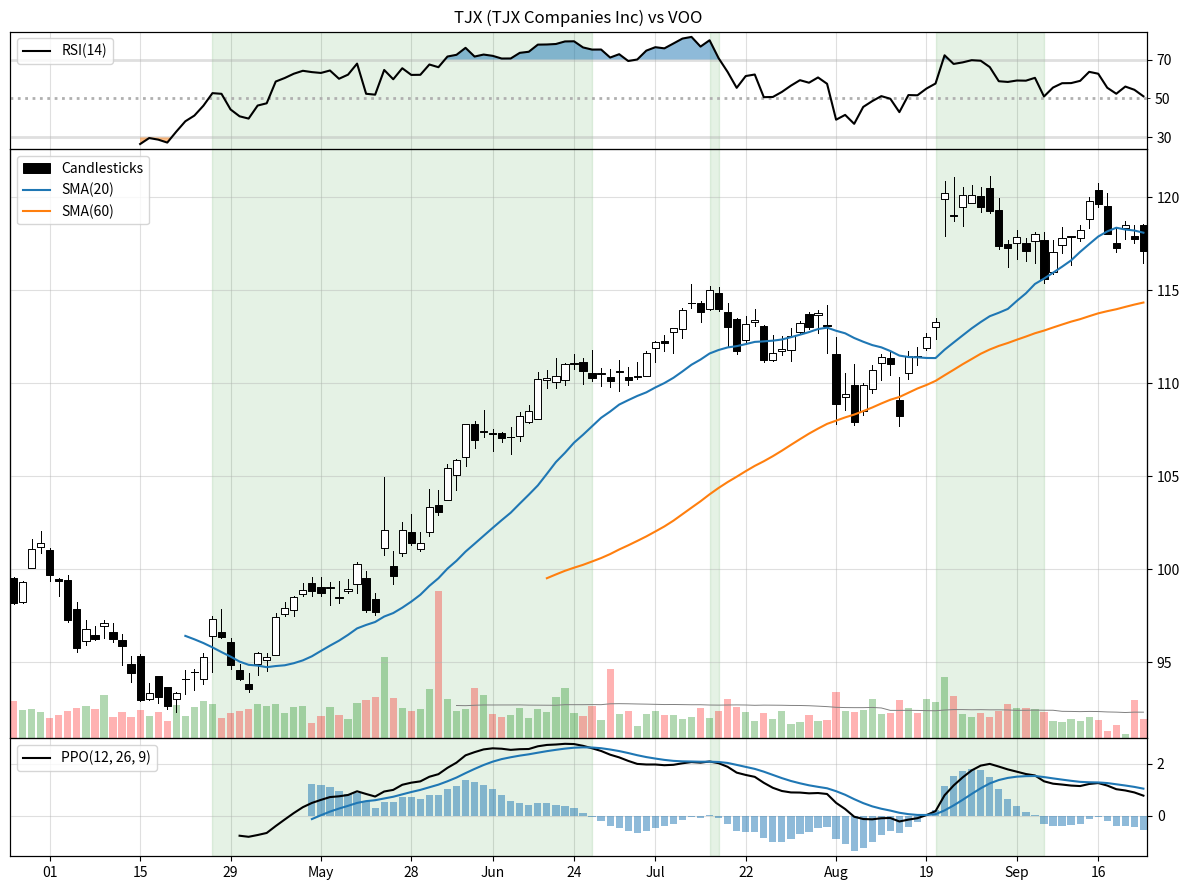 TJX (TJX Companies Inc) vs VOO
RSI(14)
70
50
30
Candlesticks
SMA(20)
SMA(60)
120
115
110
105
100
95
PPO(12, 26, 9)
2
0
01 15 29 May 28 Jun 24 Jul 22 Aug 19 Sep 16